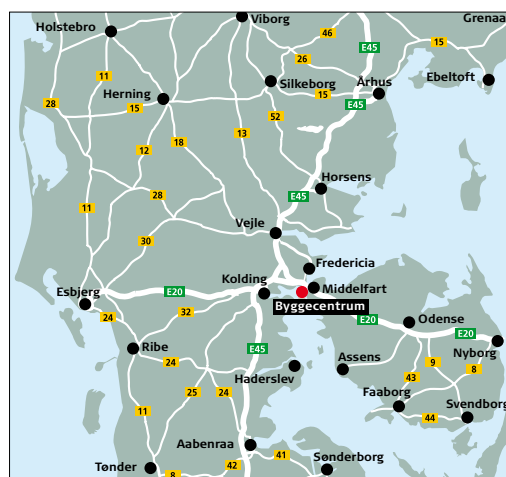 Viborg
Grenaa
Holstebro
46
E45
15
26
11
Silkeborg
Århus
Ebeltoft
Herning
28
15
15
E45
52
13
18
12
Horsens
28
E45
11
Vejle
30
Fredericia
Kolding
Middelfart
Esbjerg
E20
Byggecentrum
24
32
E20
Odense
E20
Nyborg
Ribe
E45
24
Assens
9
8
Haderslev
43
25
24
Faaborg
11
44
Svendborg
Aabenraa
41
Tønder
42
Sønderborg
8